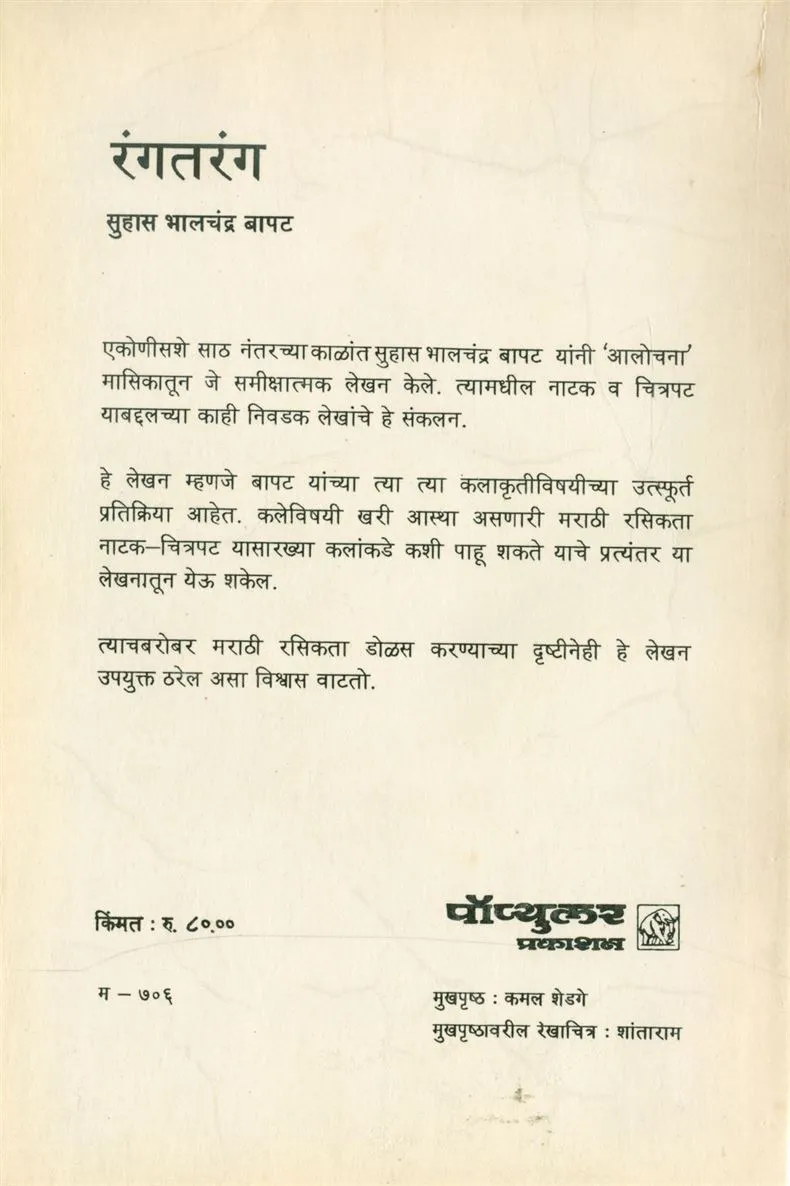 रंगतरंग
सुहास भालचंद्र बापट
एकोणीसशे साठ नंतरच्या काळांत सुहास भालचंद्र बापट यांनी ‘आलोचना’
मासिकातून जे समीक्षात्मक लेखन केले. त्यामधील नाटक व चित्रपट
याबद्दलच्या काही निवडक लेखांचे हे संकलन.
हे लेखन म्हणजे बापट यांच्या त्या त्या कलाकृतीविषयीच्या उत्स्फूर्त
प्रतिक्रिया आहेत. कलेविषयी खरी आस्था असणारी मराठी रसिकता
नाटक–चित्रपट यासारख्या कलांकडे कशी पाहू शकते याचे प्रत्यंतर या
लेखनातून येऊ शकेल.
त्याचबरोबर मराठी रसिकता डोळस करण्याच्या दृष्टीनेही हे लेखन
उपयुक्त ठरेल असा विश्वास वाटतो.
किंमत : रु. ८०.००
पॉप्युलर
प्रकाशन
म – ७०६
मुखपृष्ठ : कमल शेडगे
मुखपृष्ठावरील रेखाचित्र : शांताराम